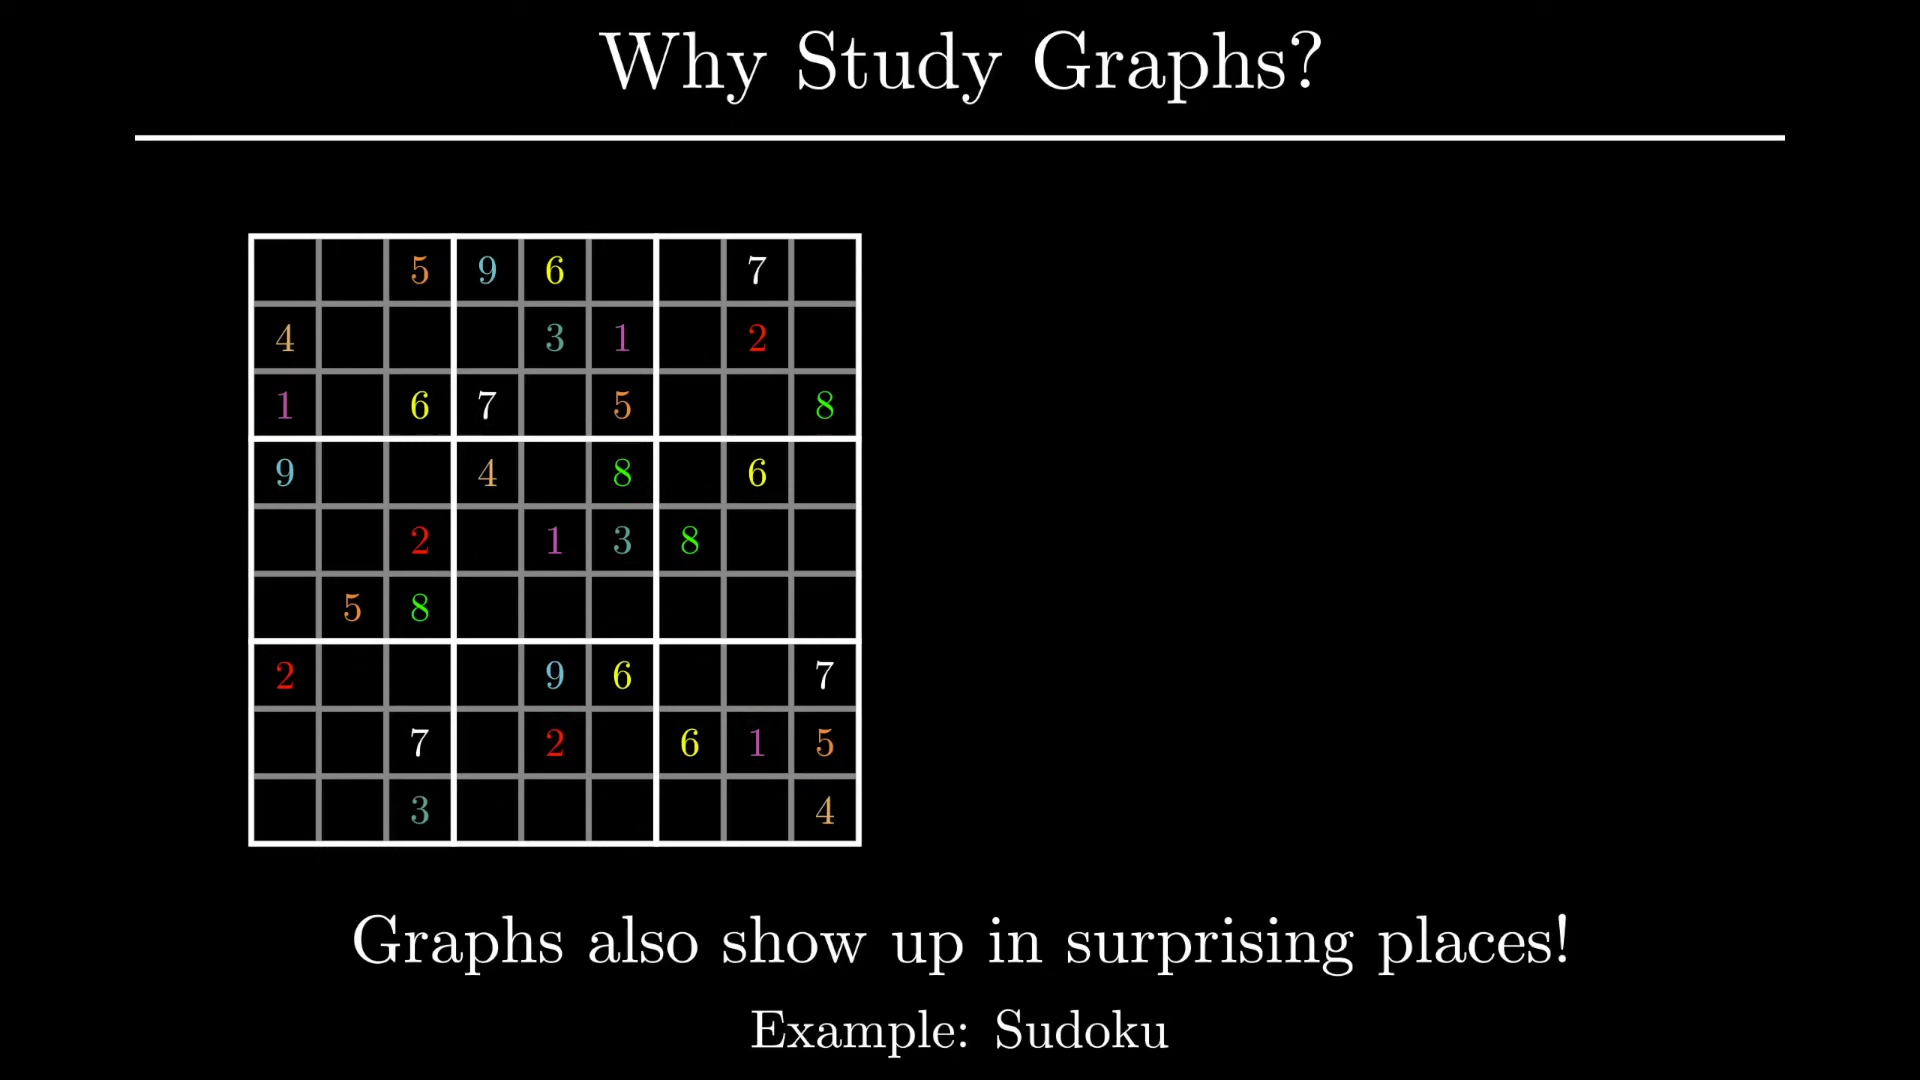 Why Study Graphs?
5 9 6 7
4 3 1 2
1 6 7 5 8
9 4 8 6
2 1 3 8
5 8
2 9 6 7
7 2 6 1 5
3 4
Graphs also show up in surprising places!
Example: Sudoku